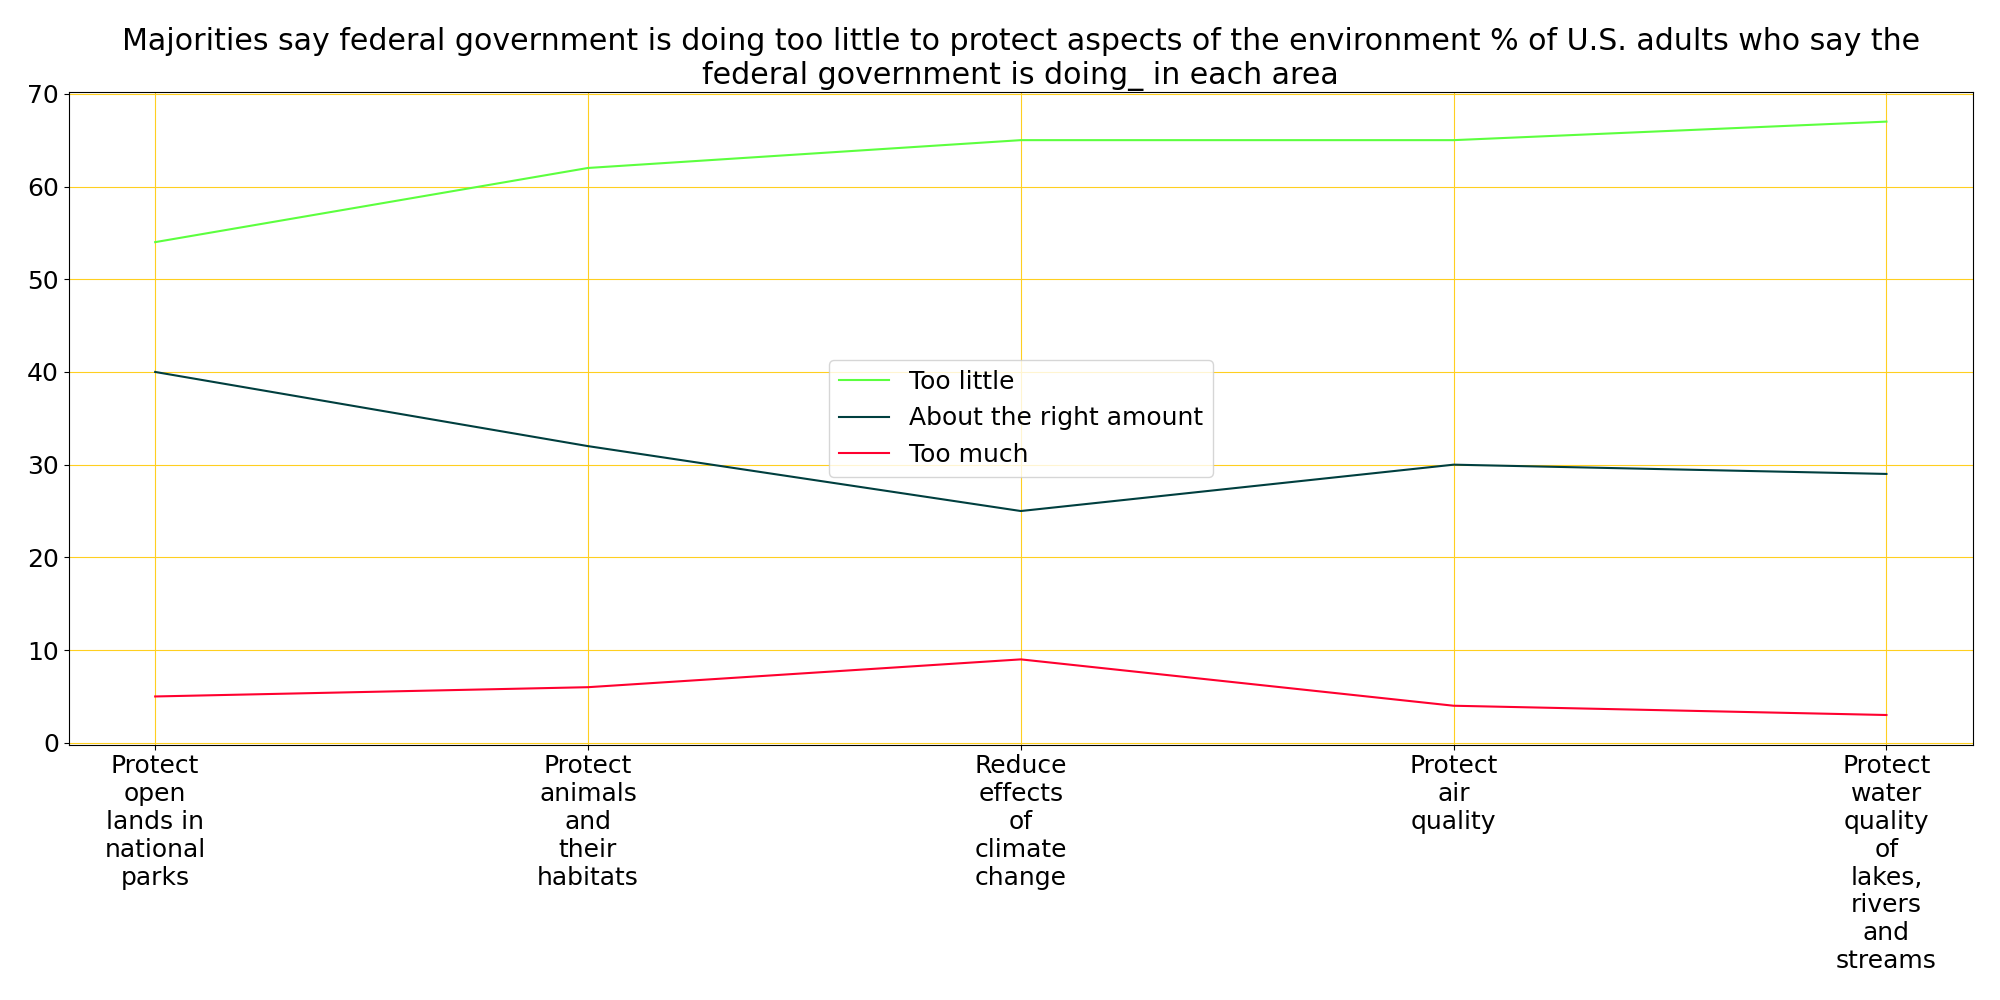 Majorities say federal government is doing too little to protect aspects of the environment % of U.S. adults who say the
federal government is doing_ in each area
70
60
50
40
30
20
10
0
Too little
About the right amount
Too much
Protect
open
lands in
national
parks
Protect
animals
and
their
habitats
Reduce
effects
of
climate
change
Protect
air
quality
Protect
water
quality
of
lakes,
rivers
and
streams